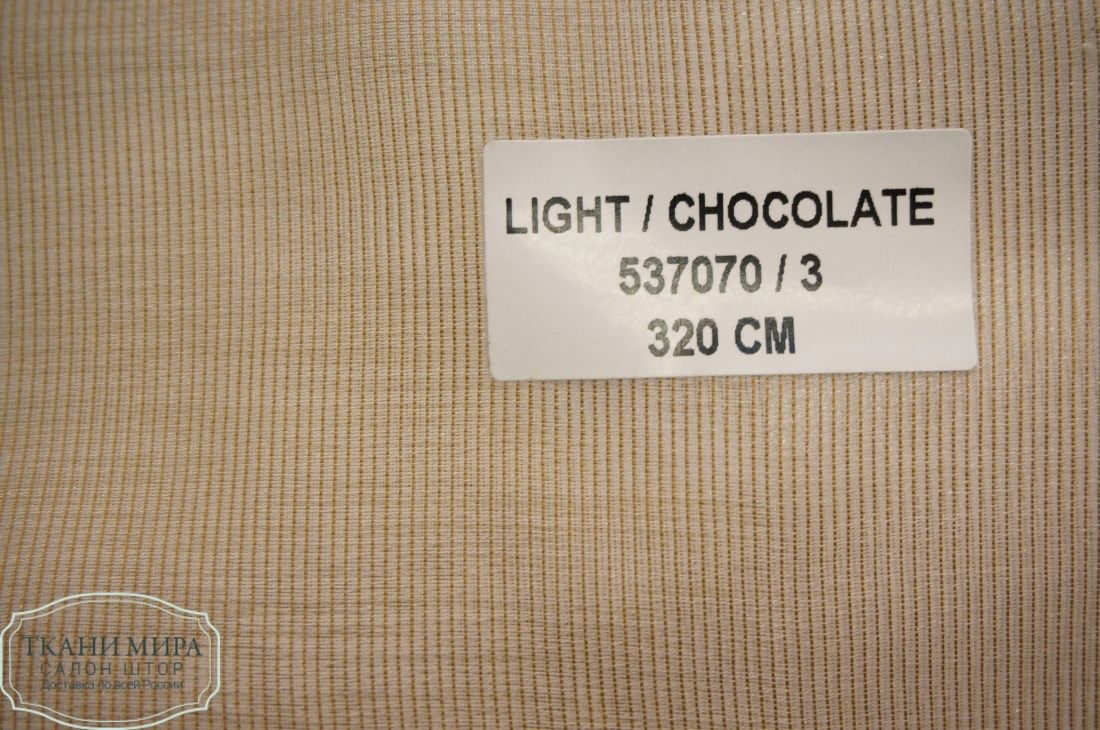 LIGHT / CHOCOLATE
537070 / 3
320 CM
ТКАНИ МИРА
САЛОН ШТОР
Доставка по всей России